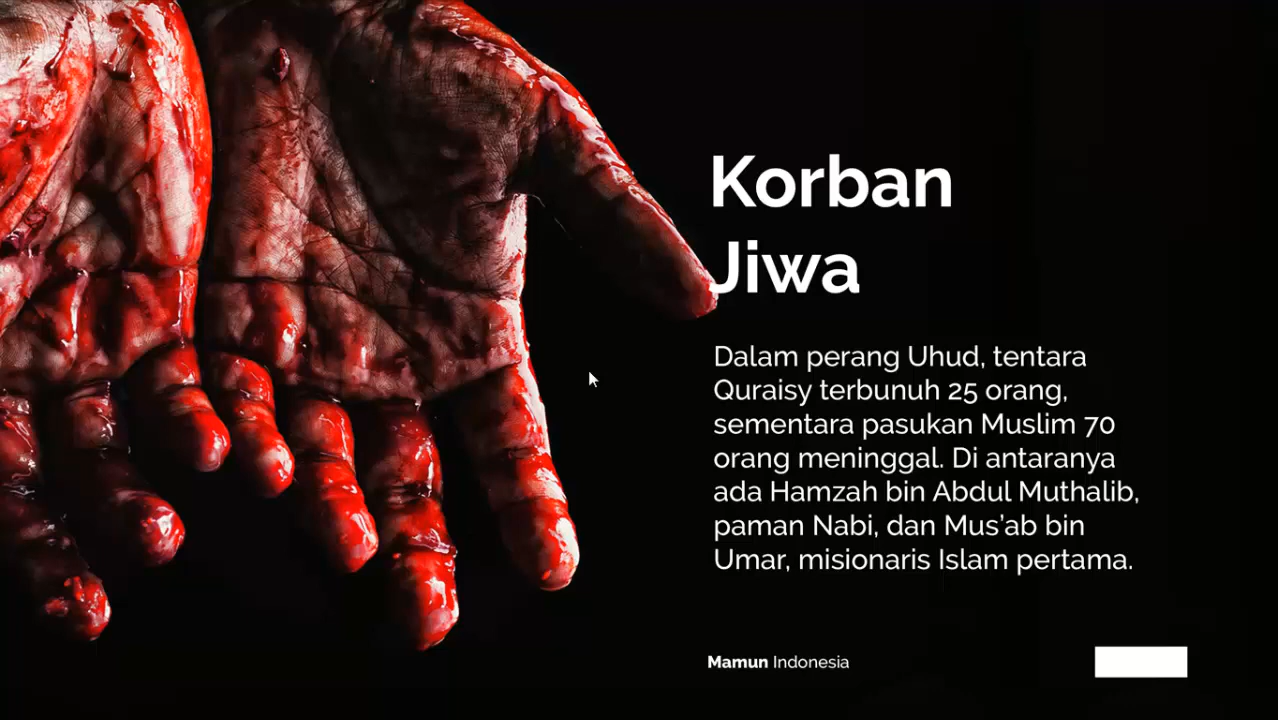 Korban
Jiwa
Dalam perang Uhud, tentara
Quraisy terbunuh 25 orang,
sementara pasukan Muslim 70
orang meninggal. Di antaranya
ada Hamzah bin Abdul Muthalib,
paman Nabi, dan Mus’ab bin
Umar, misionaris Islam pertama.
Mamun Indonesia